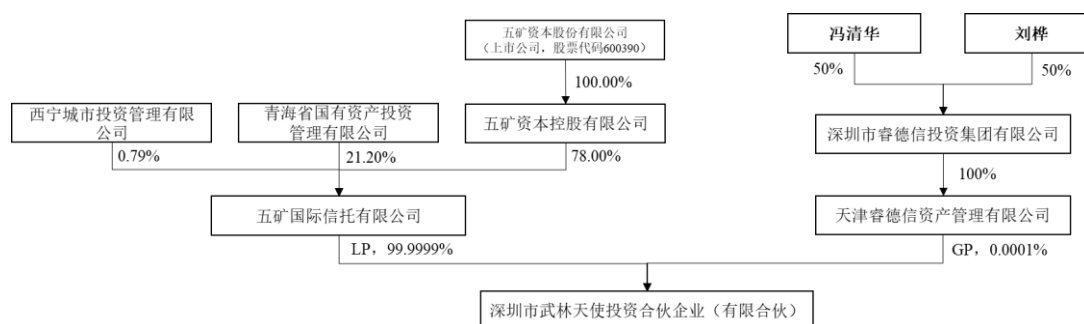 五矿资本股份有限公司
（上市公司，股票代码600390）
冯清华
刘桦
50%
50%
100.00%
西宁城市投资管理有限
公司
青海省国有资产投资
管理有限公司
五矿资本控股有限公司
深圳市睿德信投资集团有限公司
0.79%
21.20%
78.00%
100%
五矿国际信托有限公司
天津睿德信资产管理有限公司
LP，99.9999%
GP，0.0001%
深圳市武林天使投资合伙企业（有限合伙）